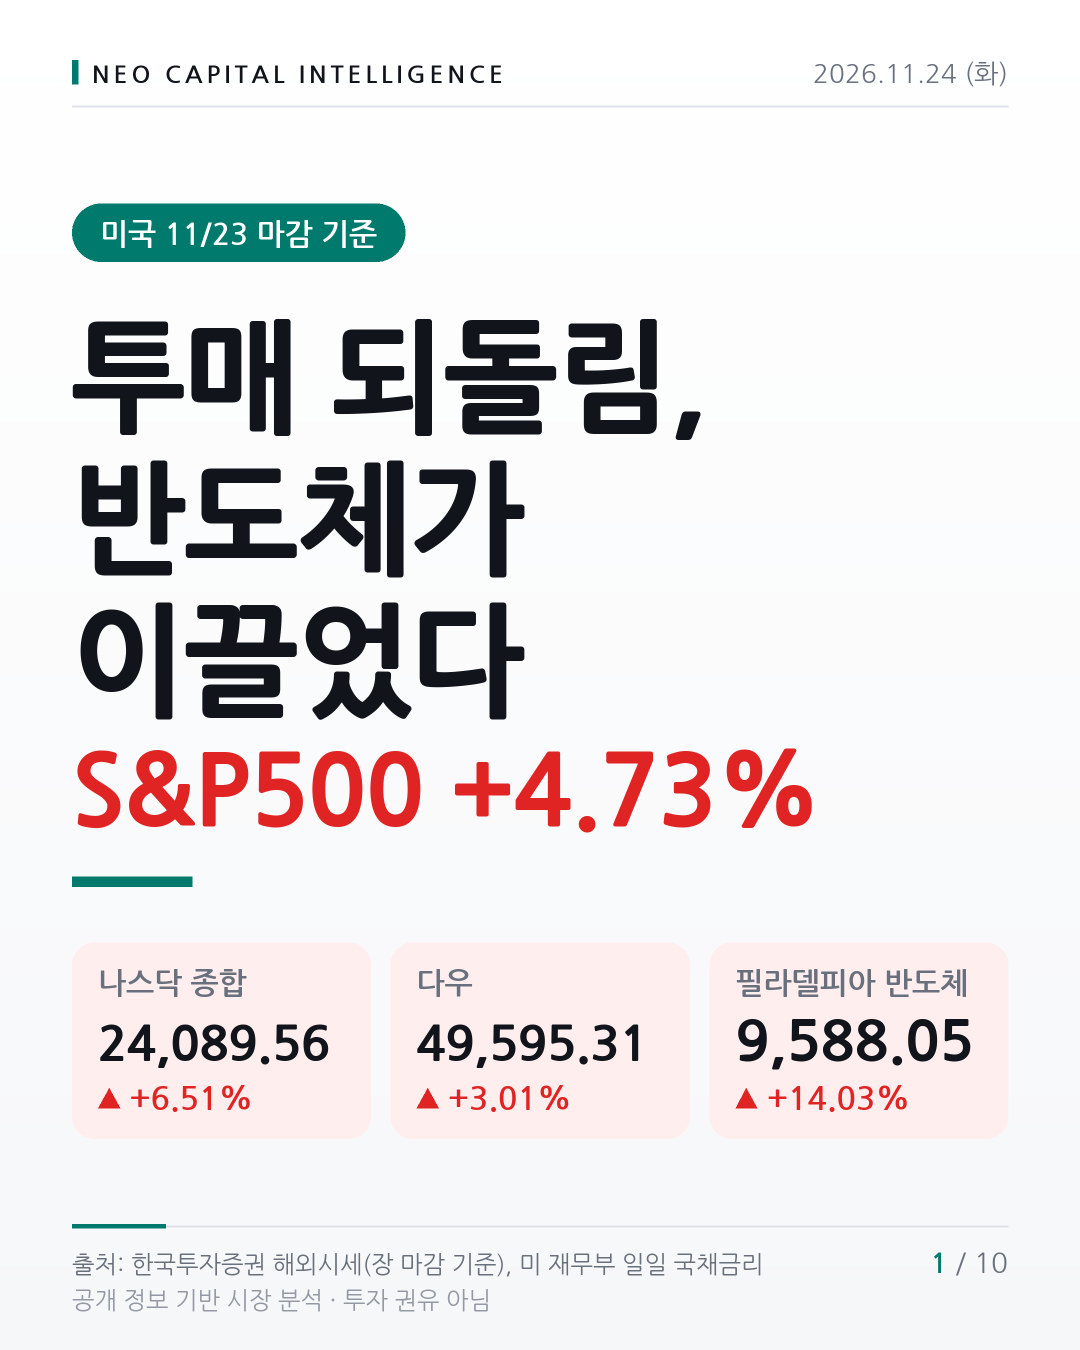 NEO CAPITAL INTELLIGENCE
2026.11.24 (화)
미국 11/23 마감 기준
투매 되돌림,
반도체가
이끌었다
S&P500 +4.73%
나스닥 종합
24,089.56
▲ +6.51%
다우
49,595.31
▲ +3.01%
필라델피아 반도체
9,588.05
▲ +14.03%
출처: 한국투자증권 해외시세(장 마감 기준), 미 재무부 일일 국채금리
1 / 10
공개 정보 기반 시장 분석 · 투자 권유 아님